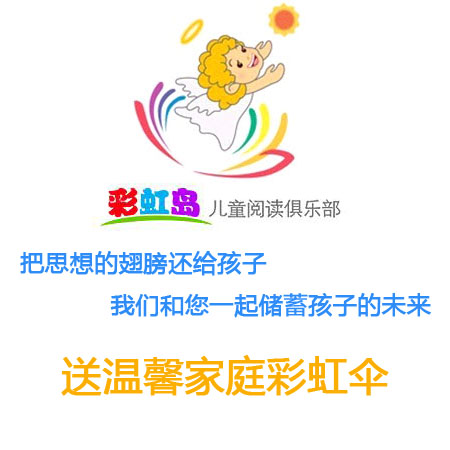 彩虹岛 儿童阅读俱乐部
把思想的翅膀还给孩子
我们和您一起储蓄孩子的未来
送温馨家庭彩虹伞